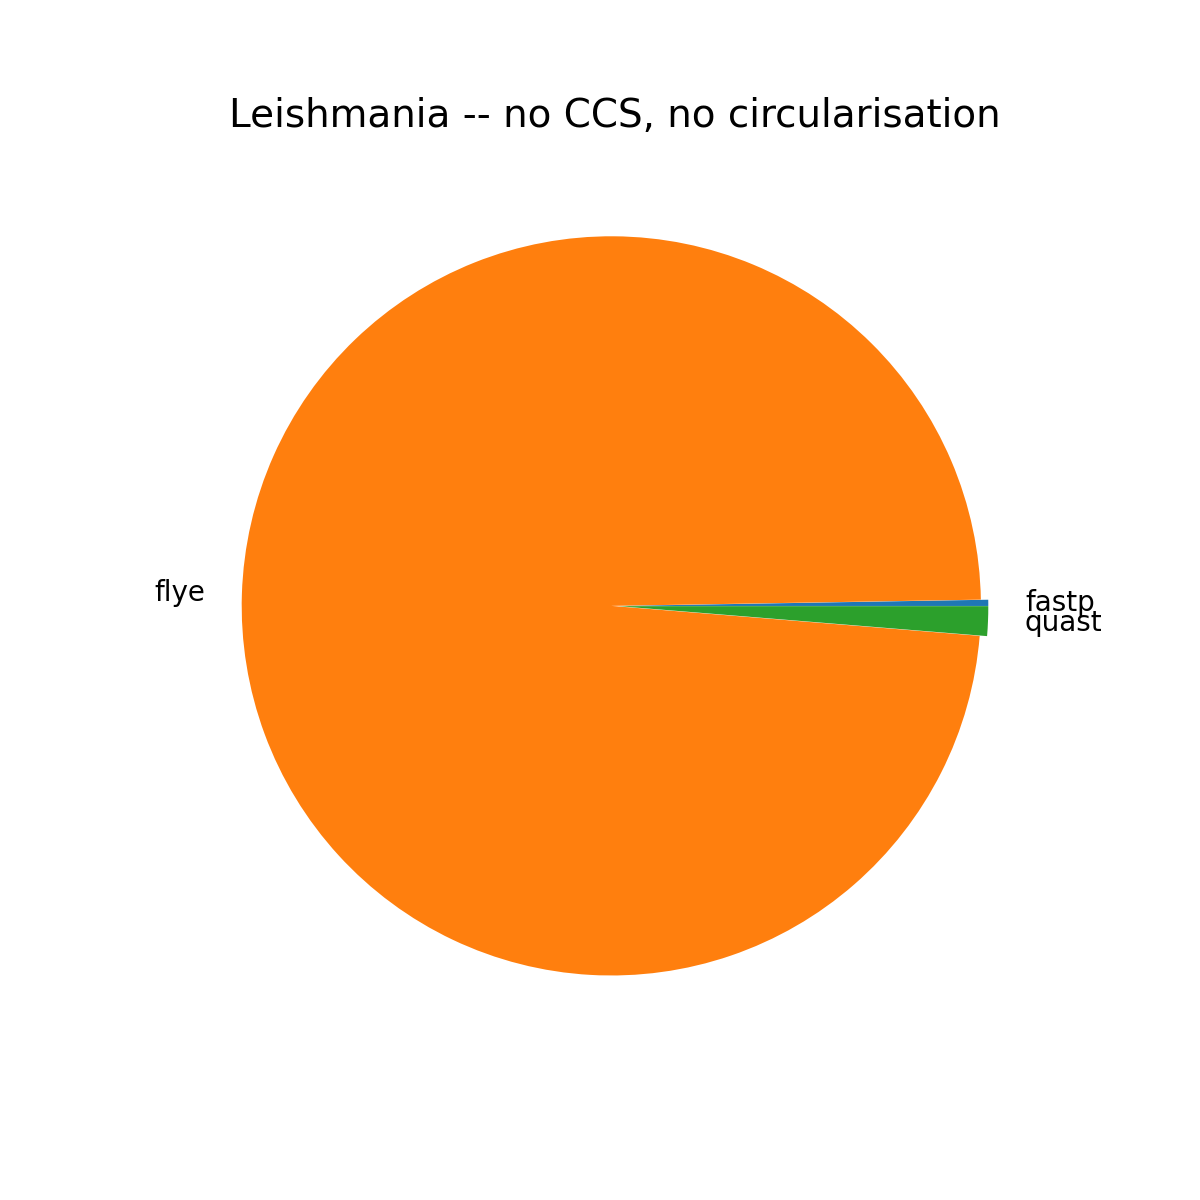 Leishmania -- no CCS, no circularisation
flye
fastp
quast